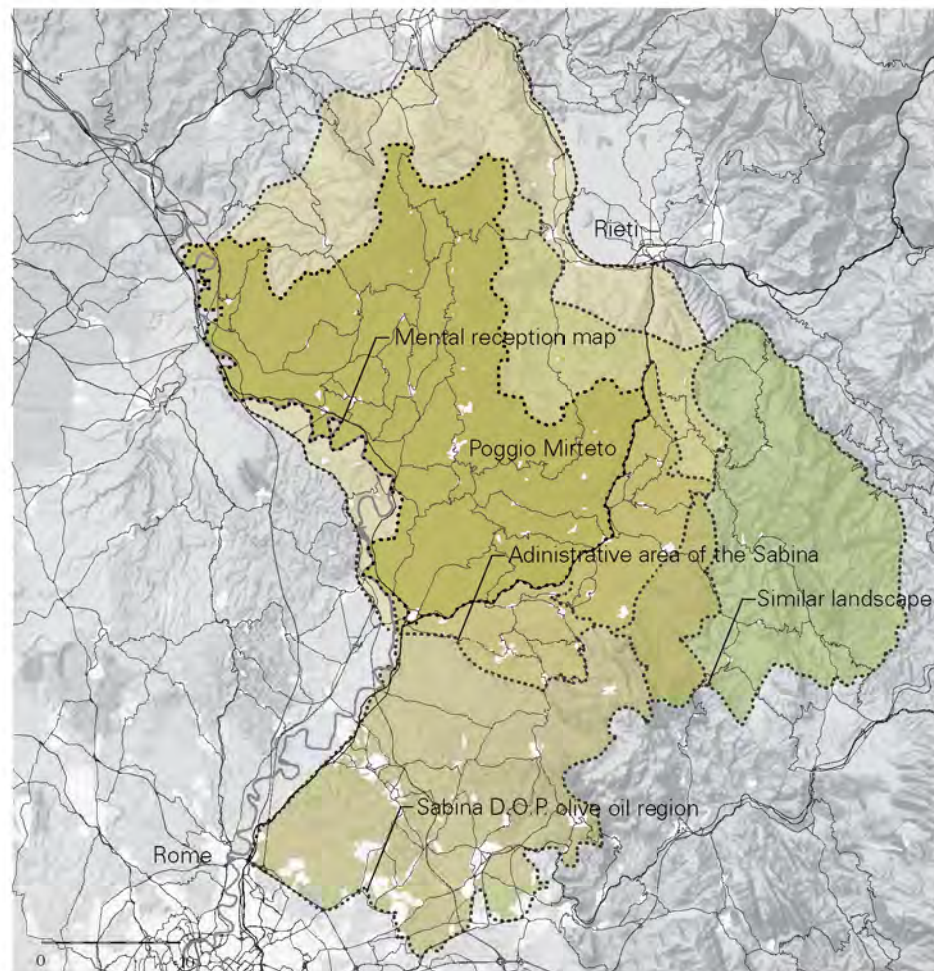 Rieti
Mental reception map
Poggio Mirteto
Adinistrative area of the Sabina
Similar landscape
Sabina D.O.P. olive oil region
Rome
0 10